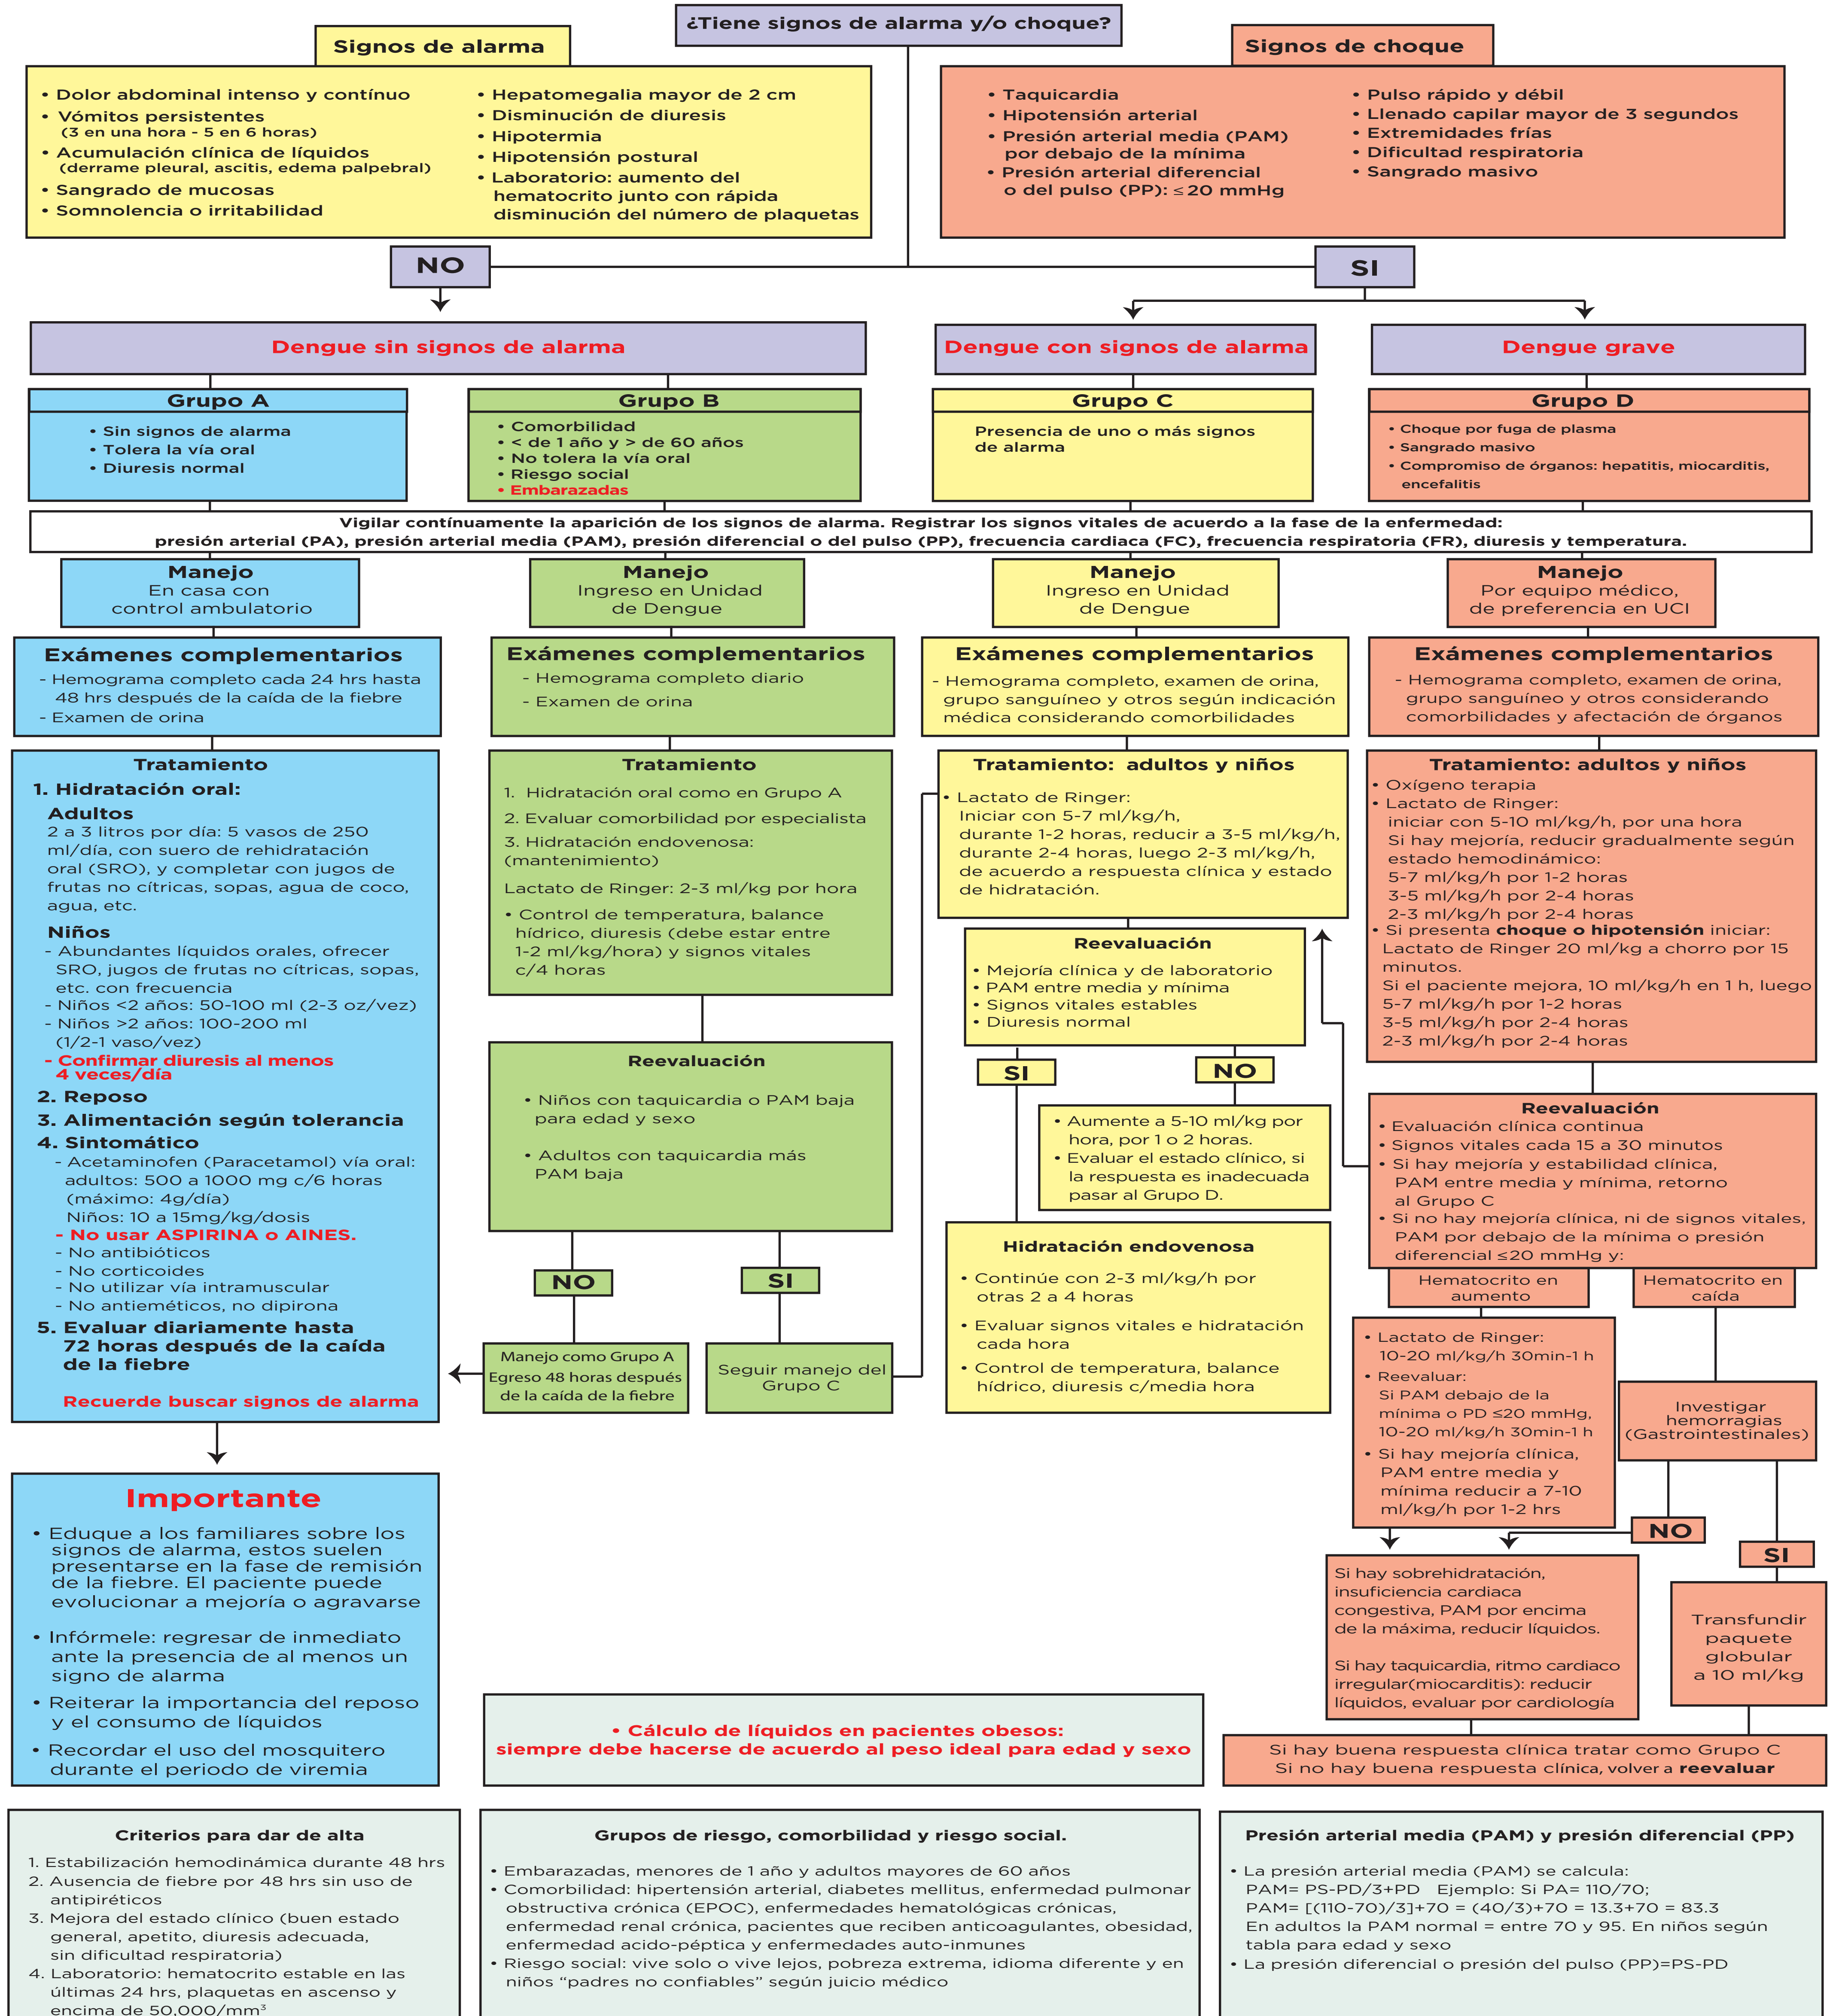 ¿Tiene signos de alarma y/o choque?
Signos de alarma
• Dolor abdominal intenso y contínuo
• Vómitos persistentes
(3 en una hora - 5 en 6 horas)
• Acumulación clínica de líquidos
(derrame pleural, ascitis, edema palpebral)
• Sangrado de mucosas
• Somnolencia o irritabilidad
• Hepatomegalia mayor de 2 cm
• Disminución de diuresis
• Hipotermia
• Hipotensión postural
• Laboratorio: aumento del
hematocrito junto con rápida
disminución del número de plaquetas
Signos de choque
• Taquicardia
• Hipotensión arterial
• Presión arterial media (PAM)
por debajo de la mínima
• Presión arterial diferencial
o del pulso (PP): ≤ 20 mmHg
• Pulso rápido y débil
• Llenado capilar mayor de 3 segundos
• Extremidades frías
• Dificultad respiratoria
• Sangrado masivo
NO
SI
Dengue sin signos de alarma
Dengue con signos de alarma
Dengue grave
Grupo A
• Sin signos de alarma
• Tolera la vía oral
• Diuresis normal
Grupo B
• Comorbilidad
• < de 1 año y > de 60 años
• No tolera la vía oral
• Riesgo social
• Embarazadas
Grupo C
Presencia de uno o más signos
de alarma
Grupo D
• Choque por fuga de plasma
• Sangrado masivo
• Compromiso de órganos: hepatitis, miocarditis,
encefalitis
Vigilar contínuamente la aparición de los signos de alarma. Registrar los signos vitales de acuerdo a la fase de la enfermedad:
presión arterial (PA), presión arterial media (PAM), presión diferencial o del pulso (PP), frecuencia cardiaca (FC), frecuencia respiratoria (FR), diuresis y temperatura.
Manejo
En casa con
control ambulatorio
Exámenes complementarios
- Hemograma completo cada 24 hrs hasta
48 hrs después de la caída de la fiebre
- Examen de orina
Tratamiento
1. Hidratación oral:
Adultos
2 a 3 litros por día: 5 vasos de 250
ml/día, con suero de rehidratación
oral (SRO), y completar con jugos de
frutas no cítricas, sopas, agua de coco,
agua, etc.
Niños
- Abundantes líquidos orales, ofrecer
SRO, jugos de frutas no cítricas, sopas,
etc. con frecuencia
- Niños <2 años: 50-100 ml (2-3 oz/vez)
- Niños >2 años: 100-200 ml
(1/2-1 vaso/vez)
- Confirmar diuresis al menos
4 veces/día
2. Reposo
3. Alimentación según tolerancia
4. Sintomático
- Acetaminofen (Paracetamol) vía oral:
adultos: 500 a 1000 mg c/6 horas
(máximo: 4g/día)
Niños: 10 a 15mg/kg/dosis
- No usar ASPIRINA o AINES.
- No antibióticos
- No corticoides
- No utilizar vía intramuscular
- No antieméticos, no dipirona
5. Evaluar diariamente hasta
72 horas después de la caída
de la fiebre
Recuerde buscar signos de alarma
Importante
• Eduque a los familiares sobre los
signos de alarma, estos suelen
presentarse en la fase de remisión
de la fiebre. El paciente puede
evolucionar a mejoría o agravarse
• Infórmele: regresar de inmediato
ante la presencia de al menos un
signo de alarma
• Reiterar la importancia del reposo
y el consumo de líquidos
• Recordar el uso del mosquitero
durante el periodo de viremia
Manejo
Ingreso en Unidad
de Dengue
Exámenes complementarios
- Hemograma completo diario
- Examen de orina
Tratamiento
1. Hidratación oral como en Grupo A
2. Evaluar comorbilidad por especialista
3. Hidratación endovenosa:
(mantenimiento)
Lactato de Ringer: 2-3 ml/kg por hora
• Control de temperatura, balance
hídrico, diuresis (debe estar entre
1-2 ml/kg/hora) y signos vitales
c/4 horas
Reevaluación
• Niños con taquicardia o PAM baja
para edad y sexo
• Adultos con taquicardia más
PAM baja
NO
SI
Manejo como Grupo A
Egreso 48 horas después
de la caída de la fiebre
Seguir manejo del
Grupo C
Manejo
Ingreso en Unidad
de Dengue
Exámenes complementarios
- Hemograma completo, examen de orina,
grupo sanguíneo y otros según indicación
médica considerando comorbilidades
Tratamiento: adultos y niños
• Lactato de Ringer:
Iniciar con 5-7 ml/kg/h,
durante 1-2 horas, reducir a 3-5 ml/kg/h,
durante 2-4 horas, luego 2-3 ml/kg/h,
de acuerdo a respuesta clínica y estado
de hidratación.
Reevaluación
• Mejoría clínica y de laboratorio
• PAM entre media y mínima
• Signos vitales estables
• Diuresis normal
SI
NO
• Aumente a 5-10 ml/kg por
hora, por 1 o 2 horas.
• Evaluar el estado clínico, si
la respuesta es inadecuada
pasar al Grupo D.
Hidratación endovenosa
• Continúe con 2-3 ml/kg/h por
otras 2 a 4 horas
• Evaluar signos vitales e hidratación
cada hora
• Control de temperatura, balance
hídrico, diuresis c/media hora
Manejo
Por equipo médico,
de preferencia en UCI
Exámenes complementarios
- Hemograma completo, examen de orina,
grupo sanguíneo y otros considerando
comorbilidades y afectación de órganos
Tratamiento: adultos y niños
• Oxígeno terapia
• Lactato de Ringer:
iniciar con 5-10 ml/kg/h, por una hora
Si hay mejoría, reducir gradualmente según
estado hemodinámico:
5-7 ml/kg/h por 1-2 horas
3-5 ml/kg/h por 2-4 horas
2-3 ml/kg/h por 2-4 horas
• Si presenta choque o hipotensión iniciar:
Lactato de Ringer 20 ml/kg a chorro por 15
minutos.
Si el paciente mejora, 10 ml/kg/h en 1 h, luego
5-7 ml/kg/h por 1-2 horas
3-5 ml/kg/h por 2-4 horas
2-3 ml/kg/h por 2-4 horas
Reevaluación
• Evaluación clínica continua
• Signos vitales cada 15 a 30 minutos
• Si hay mejoría y estabilidad clínica,
PAM entre media y mínima, retorno
al Grupo C
• Si no hay mejoría clínica, ni de signos vitales,
PAM por debajo de la mínima o presión
diferencial ≤20 mmHg y:
Hematocrito en
aumento
Hematocrito en
caída
• Lactato de Ringer:
10-20 ml/kg/h 30min-1 h
• Reevaluar:
Si PAM debajo de la
mínima o PD ≤20 mmHg,
10-20 ml/kg/h 30min-1 h
• Si hay mejoría clínica,
PAM entre media y
mínima reducir a 7-10
ml/kg/h por 1-2 hrs
Investigar
hemorragias
(Gastrointestinales)
NO
SI
Si hay sobrehidratación,
insuficiencia cardiaca
congestiva, PAM por encima
de la máxima, reducir líquidos.
Si hay taquicardia, ritmo cardiaco
irregular(miocarditis): reducir
líquidos, evaluar por cardiología
Transfundir
paquete
globular
a 10 ml/kg
Si hay buena respuesta clínica tratar como Grupo C
Si no hay buena respuesta clínica, volver a reevaluar
• Cálculo de líquidos en pacientes obesos:
siempre debe hacerse de acuerdo al peso ideal para edad y sexo
Criterios para dar de alta
1. Estabilización hemodinámica durante 48 hrs
2. Ausencia de fiebre por 48 hrs sin uso de
antipiréticos
3. Mejora del estado clínico (buen estado
general, apetito, diuresis adecuada,
sin dificultad respiratoria)
4. Laboratorio: hematocrito estable en las
últimas 24 hrs, plaquetas en ascenso y
encima de 50,000/mm³
Grupos de riesgo, comorbilidad y riesgo social.
• Embarazadas, menores de 1 año y adultos mayores de 60 años
• Comorbilidad: hipertensión arterial, diabetes mellitus, enfermedad pulmonar
obstructiva crónica (EPOC), enfermedades hematológicas crónicas,
enfermedad renal crónica, pacientes que reciben anticoagulantes, obesidad,
enfermedad acido-péptica y enfermedades auto-inmunes
• Riesgo social: vive solo o vive lejos, pobreza extrema, idioma diferente y en
niños “padres no confiables” según juicio médico
Presión arterial media (PAM) y presión diferencial (PP)
• La presión arterial media (PAM) se calcula:
PAM= PS-PD/3+PD Ejemplo: Si PA= 110/70;
PAM= [(110-70)/3]+70 = (40/3)+70 = 13.3+70 = 83.3
En adultos la PAM normal = entre 70 y 95. En niños según
tabla para edad y sexo
• La presión diferencial o presión del pulso (PP)=PS-PD